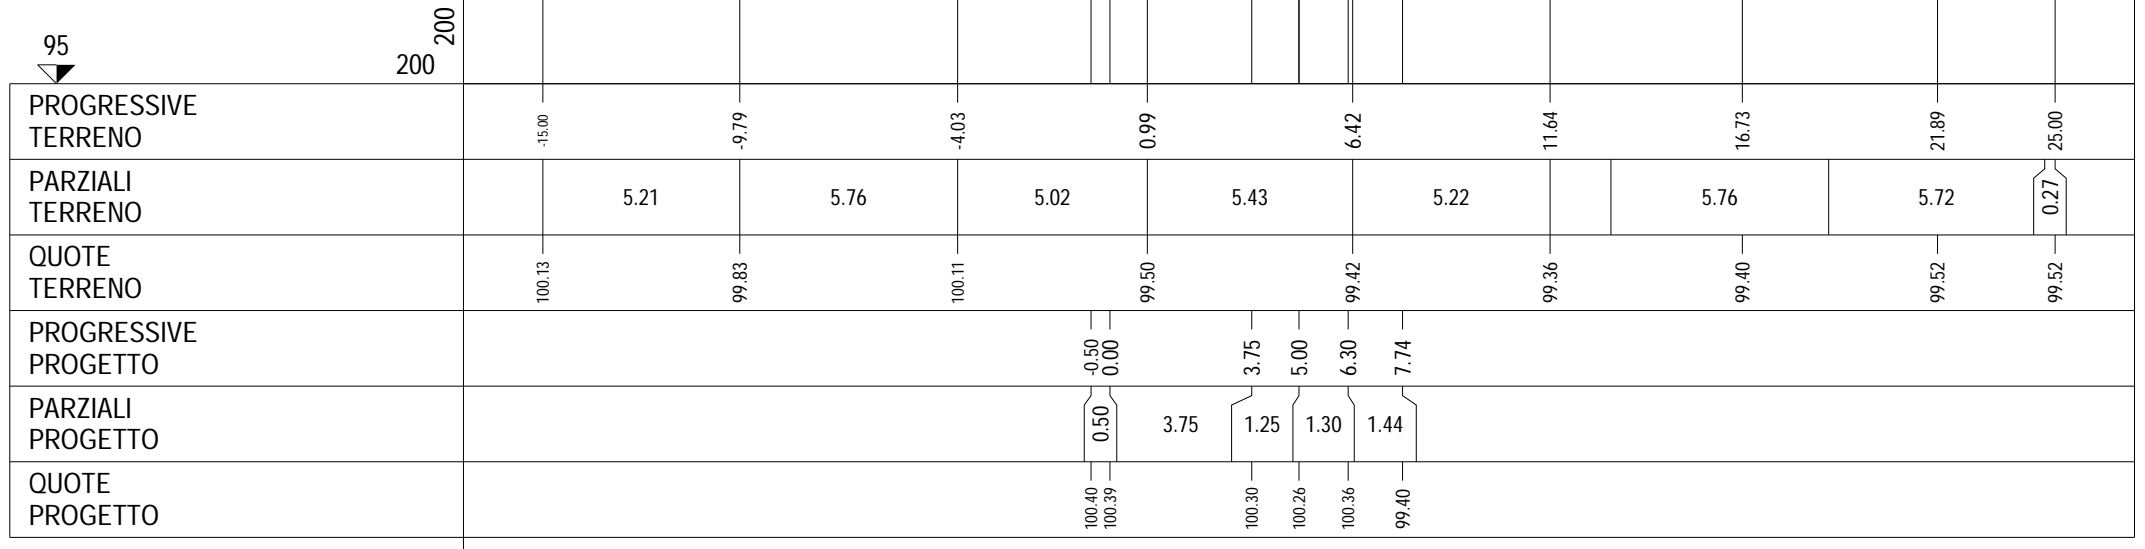 200
95
200
PROGRESSIVE
TERRENO
-15.00 -9.79 -4.03 0.99 6.42 11.64 16.73 21.89 25.00
PARZIALI
TERRENO
5.21 5.76 5.02 5.43 5.22 5.76 5.72 0.27
QUOTE
TERRENO
100.13 99.83 100.11 99.50 99.42 99.36 99.40 99.52 99.52
PROGRESSIVE
PROGETTO
-0.50 0.00 3.75 5.00 6.30 7.74
PARZIALI
PROGETTO
0.50 3.75 1.25 1.30 1.44
QUOTE
PROGETTO
100.40 100.39 100.30 100.26 100.36 99.40